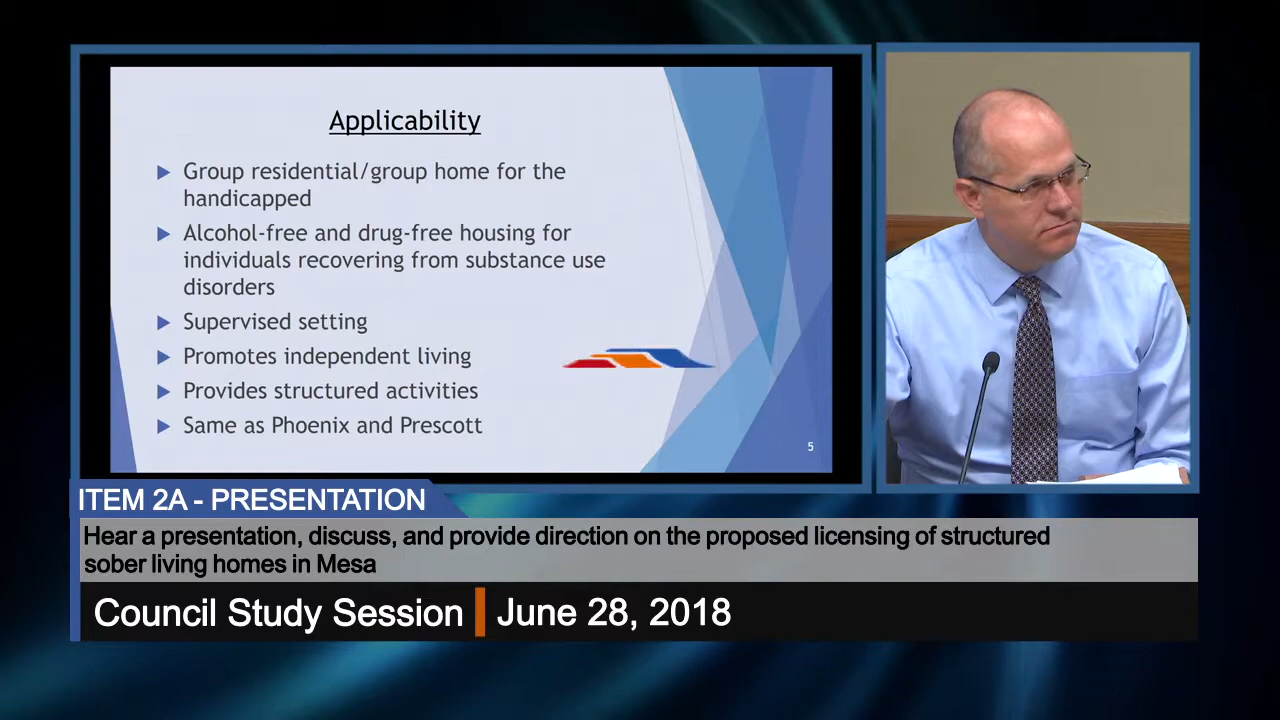 Applicability
Group residential/group home for the
handicapped
Alcohol-free and drug-free housing for
individuals recovering from substance use
disorders
Supervised setting
Promotes independent living
Provides structured activities
Same as Phoenix and Prescott
5
ITEM 2A - PRESENTATION
Hear a presentation, discuss, and provide direction on the proposed licensing of structured
sober living homes in Mesa
Council Study Session
June 28, 2018